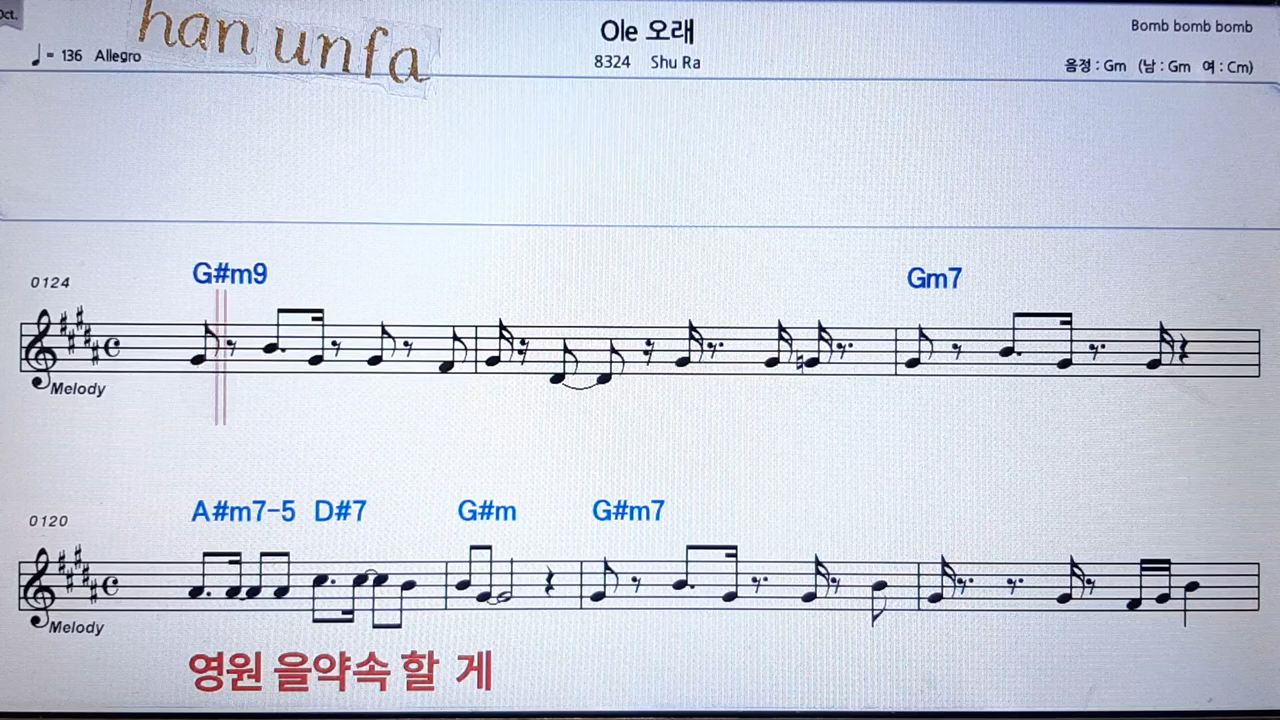 Oct.
han unfa
Ole 오래
Bomb bomb bomb
♩ = 136 Allegro
8324 Shu Ra
음정 : Gm (남 : Gm 여 : Cm)
G#m9 Gm7
0124
Melody
A#m7-5 D#7 G#m G#m7
0120
Melody
영원 을약속 할 게